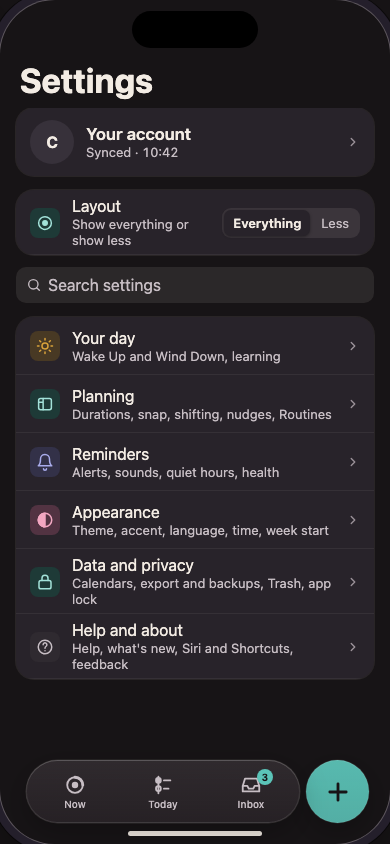 Settings
C
Your account
Synced · 10:42
Layout
Show everything or
show less
Everything
Less
Search settings
Your day
Wake Up and Wind Down, learning
Planning
Durations, snap, shifting, nudges, Routines
Reminders
Alerts, sounds, quiet hours, health
Appearance
Theme, accent, language, time, week start
Data and privacy
Calendars, export and backups, Trash, app
lock
Help and about
Help, what's new, Siri and Shortcuts,
feedback
3
Now
Today
Inbox